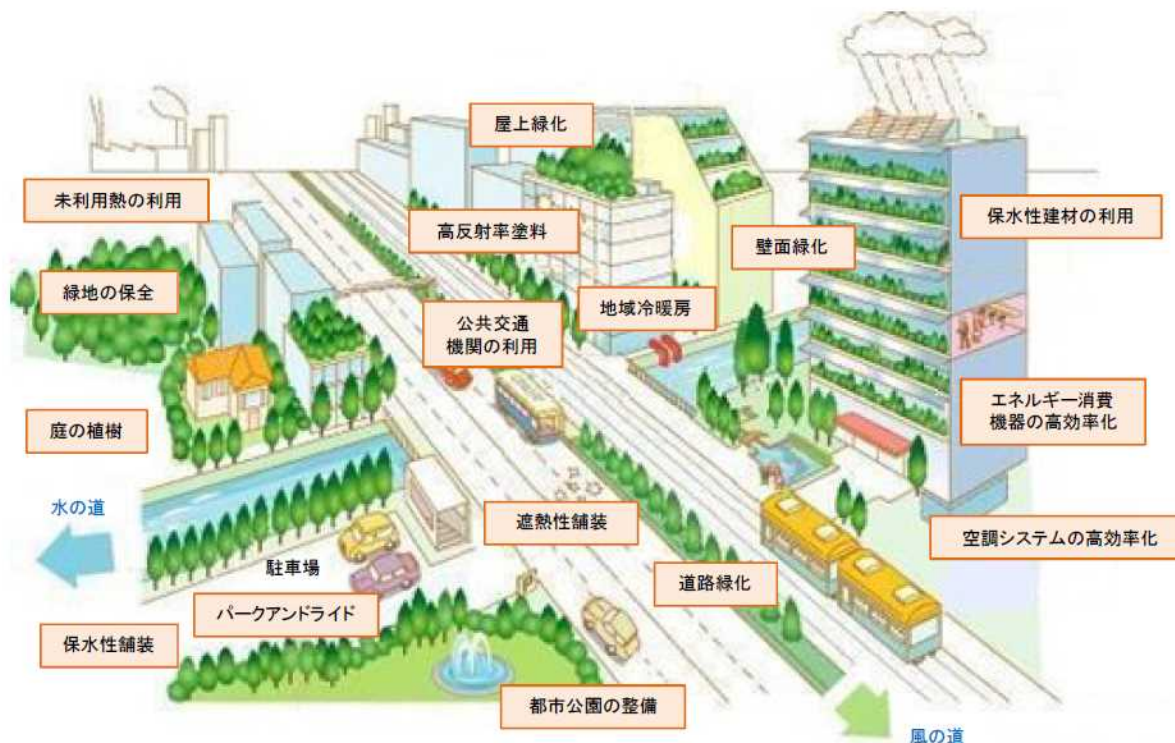 屋上緑化
未利用熱の利用
高反射率塗料
保水性建材の利用
壁面緑化
緑地の保全
地域冷暖房
公共交通
機関の利用
エネルギー消費
機器の高効率化
庭の植樹
水の道
遮熱性舗装
空調システムの高効率化
駐車場
道路緑化
パークアンドライド
保水性舗装
都市公園の整備
風の道